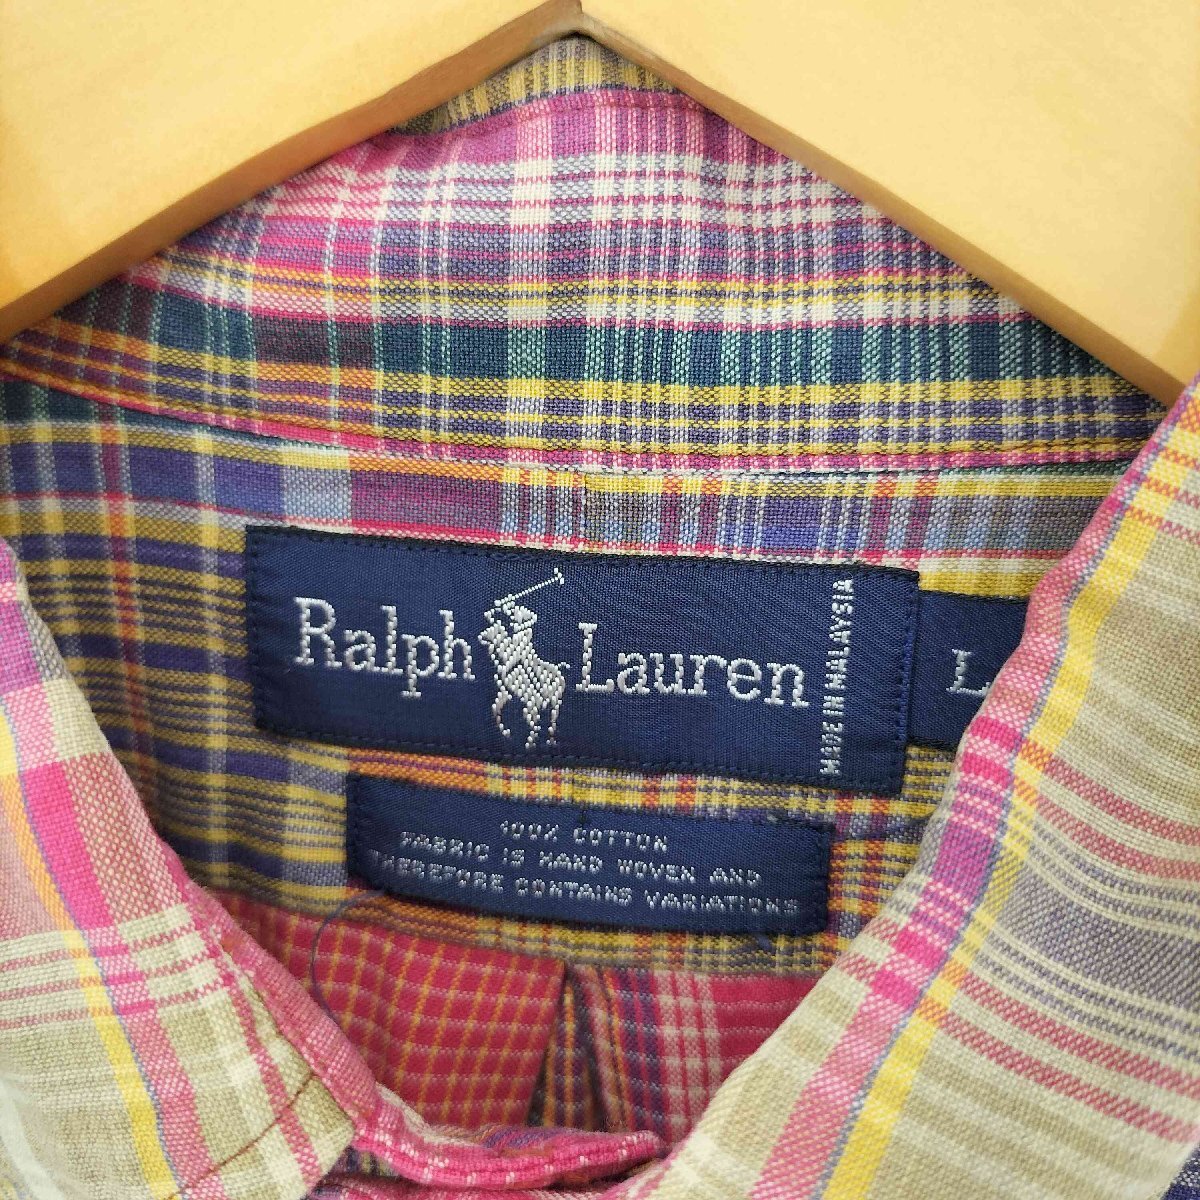 Ralph Lauren
MADE IN MALAYSIA
L
100% COTTON
FABRIC IS HAND WOVEN AND
THEREFORE CONTAINS VARIATIONS